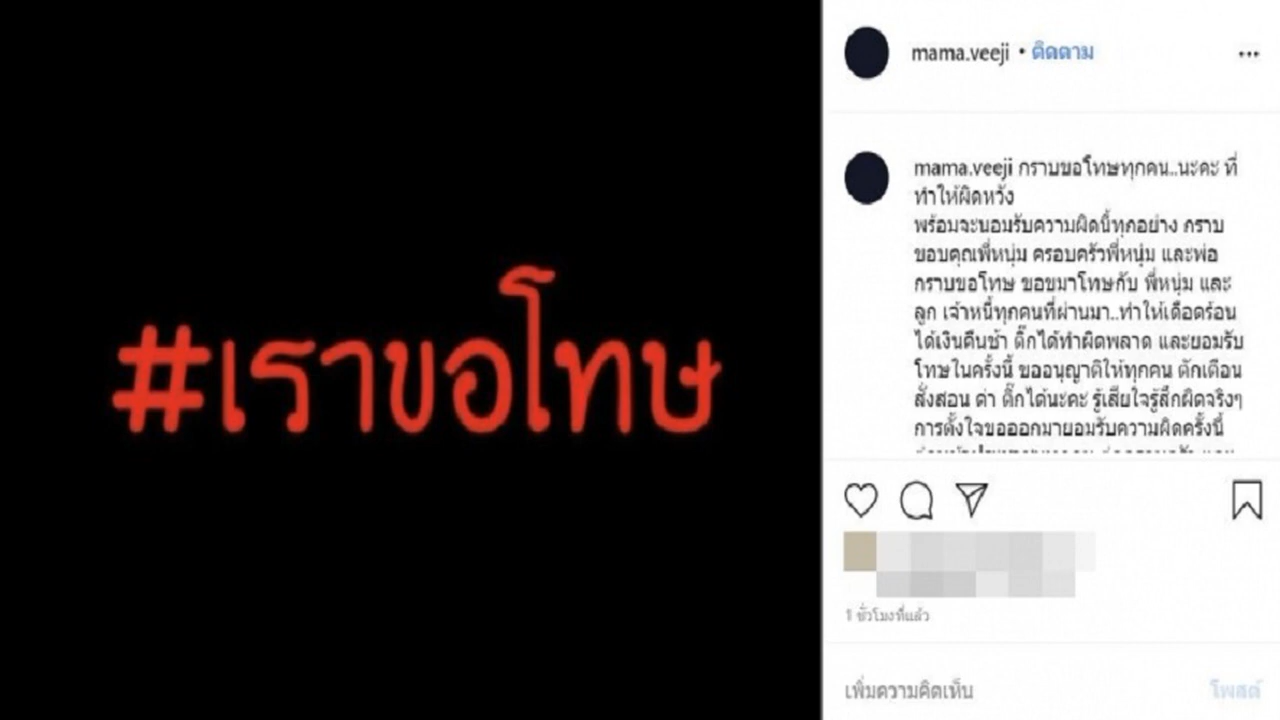 #เราขอโทษ
mama.veeji • ติดตาม
mama.veeji กราบขอโทษทุกคน..นะคะ ที่
ทำให้ผิดหวัง
พร้อมจะนอมรับความผิดนี้ทุกอย่าง กราบ
ขอบคุณพี่หนุ่ม ครอบครัวพี่หนุ่ม และพ่อ
กราบขอโทษ ขอขมาโทษกับ พี่หนุ่ม และ
ลูก เจ้าหนี้ทุกคนที่ผ่านมา..ทำให้เดือดร้อน
ได้เงินคืนช้า ติ๊กได้ทำผิดพลาด และยอมรับ
โทษในครั้งนี้ ขออนุญาติให้ทุกคน ตักเตือน
สั่งสอน ด่า ติ๊กได้นะคะ รู้เสียใจรู้สึกผิดจริงๆ
การตั้งใจขอออกมายอมรับความผิดครั้งนี้
1 ชั่วโมงที่แล้ว
เพิ่มความคิดเห็น
โพสต์